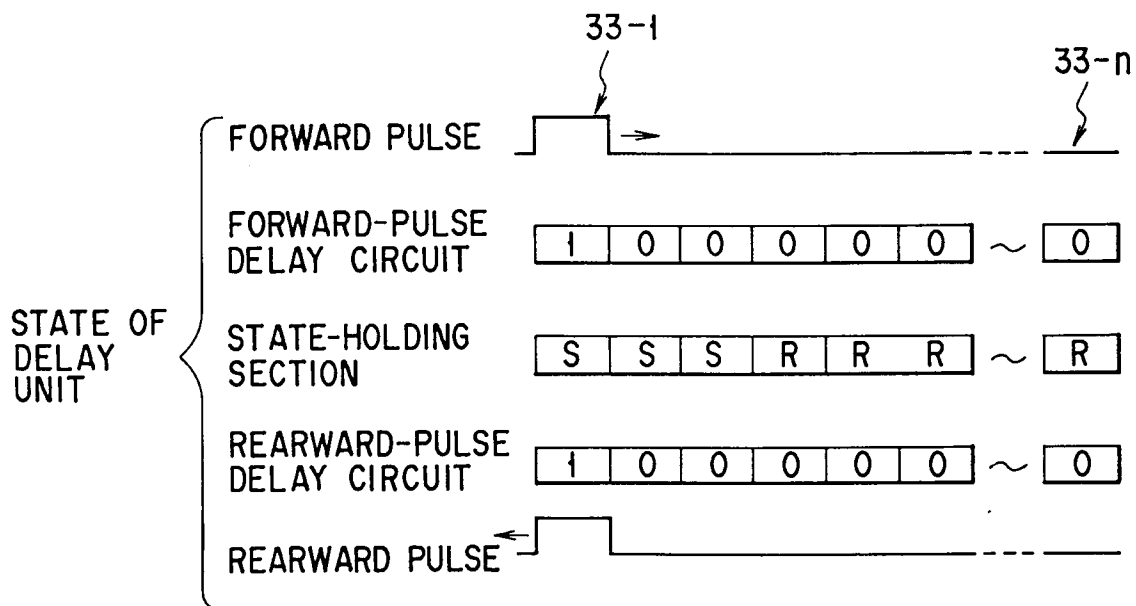 33-1
33-n
FORWARD PULSE
FORWARD-PULSE
DELAY CIRCUIT
1 0 0 0 0 0 ~ 0
STATE OF
DELAY
UNIT
STATE-HOLDING
SECTION
S S S R R R ~ R
REARWARD-PULSE
DELAY CIRCUIT
1 0 0 0 0 0 ~ 0
REARWARD PULSE